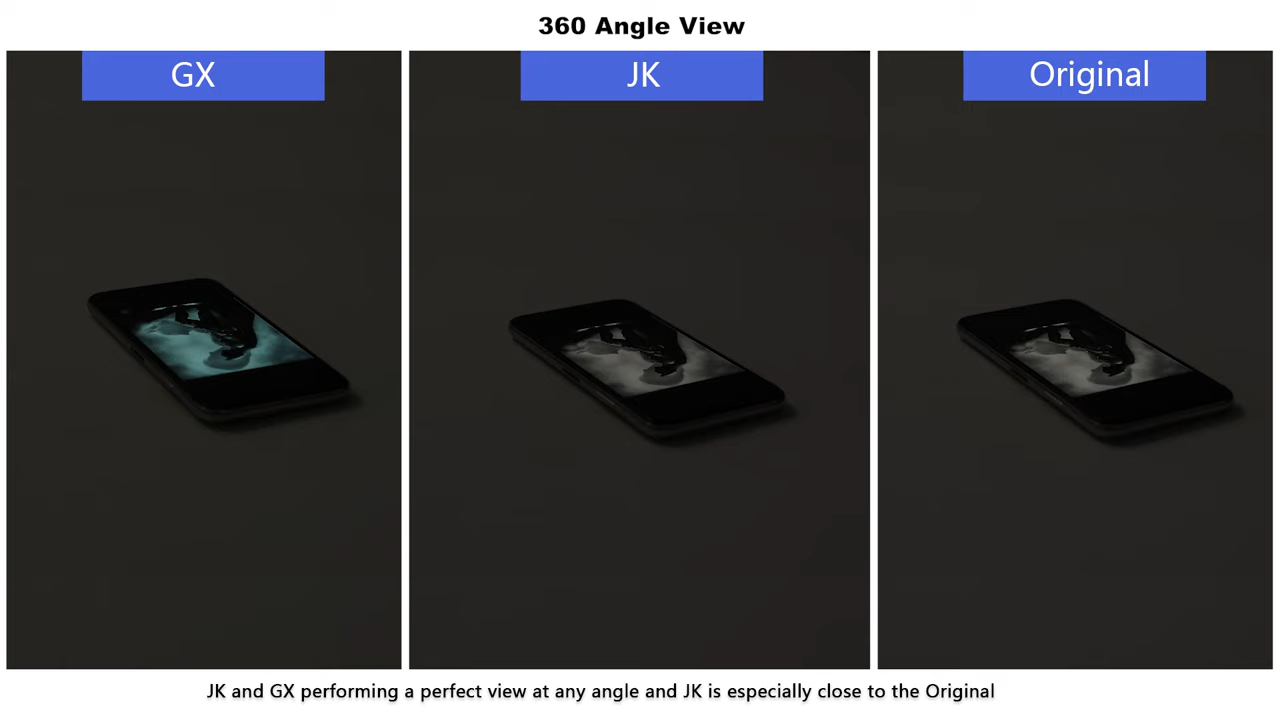 360 Angle View
GX
JK
Original
JK and GX performing a perfect view at any angle and JK is especially close to the Original